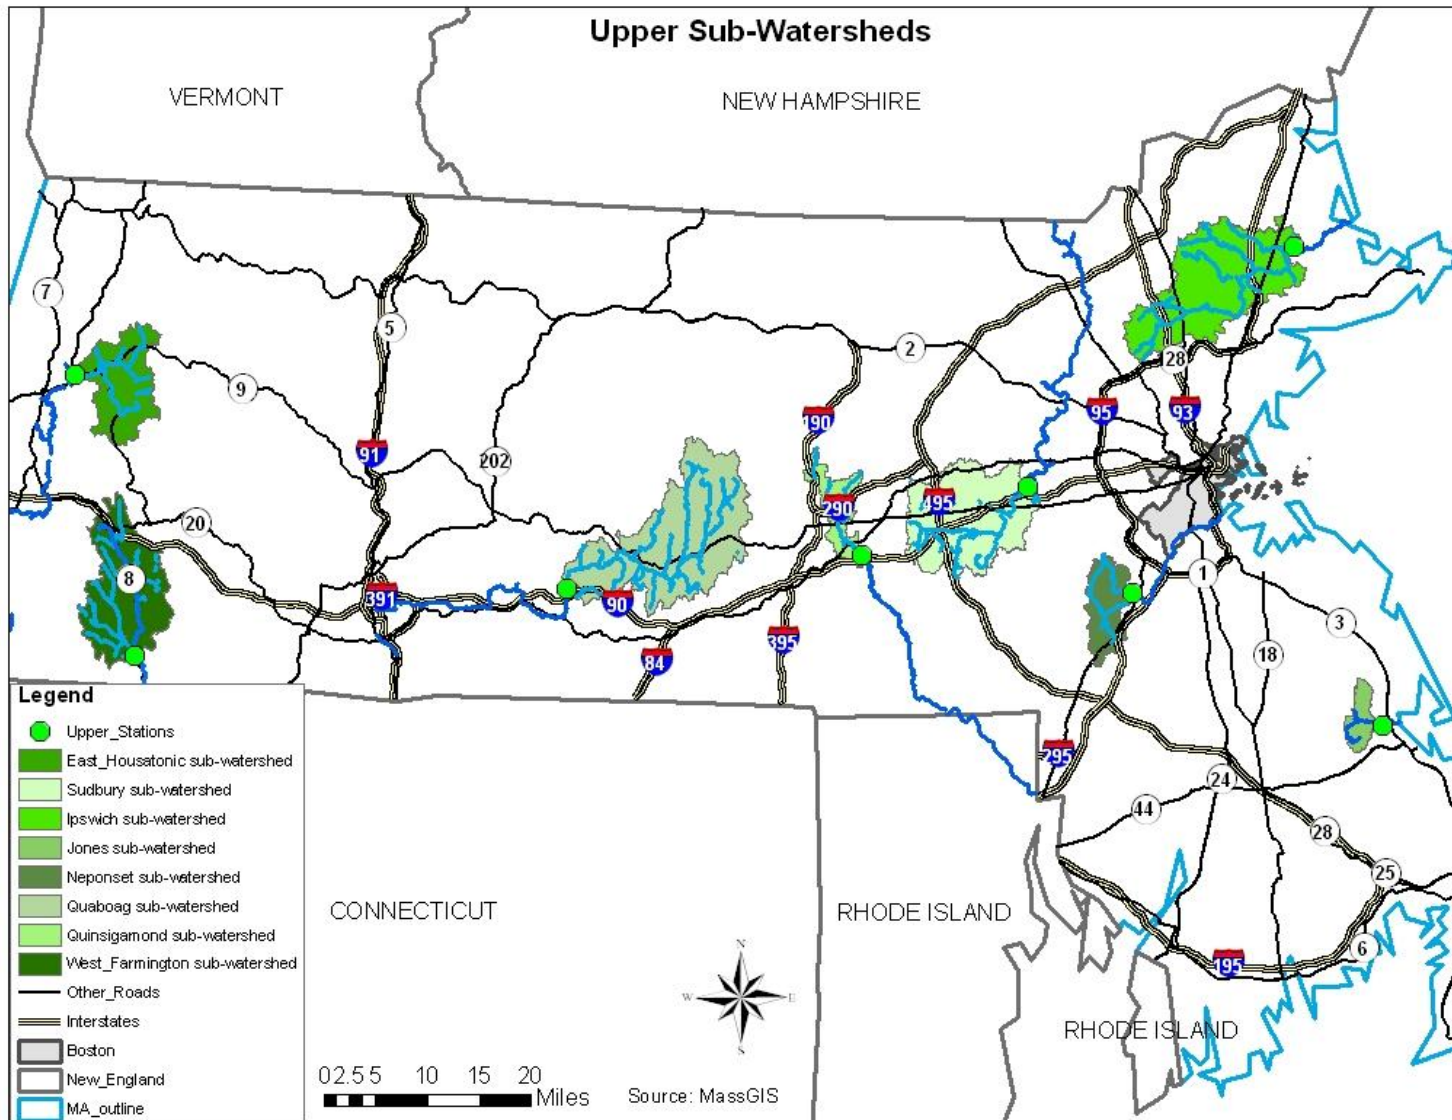 Upper Sub-Watersheds
VERMONT
NEW HAMPSHIRE
7
5
2
28
9
190
95
93
91
202
495
290
20
8
391
90
1
3
84
395
18
295
24
44
28
25
6
195
CONNECTICUT
RHODE ISLAND
RHODE ISLAND
Legend
Upper_Stations
East_Housatonic sub-watershed
Sudbury sub-watershed
Ipswich sub-watershed
Jones sub-watershed
Neponset sub-watershed
Quaboag sub-watershed
Quinsigamond sub-watershed
West_Farmington sub-watershed
Other_Roads
Interstates
Boston
New_England
MA_outline
N
W E
S
0 2.5 5 10 15 20
Miles
Source: MassGIS